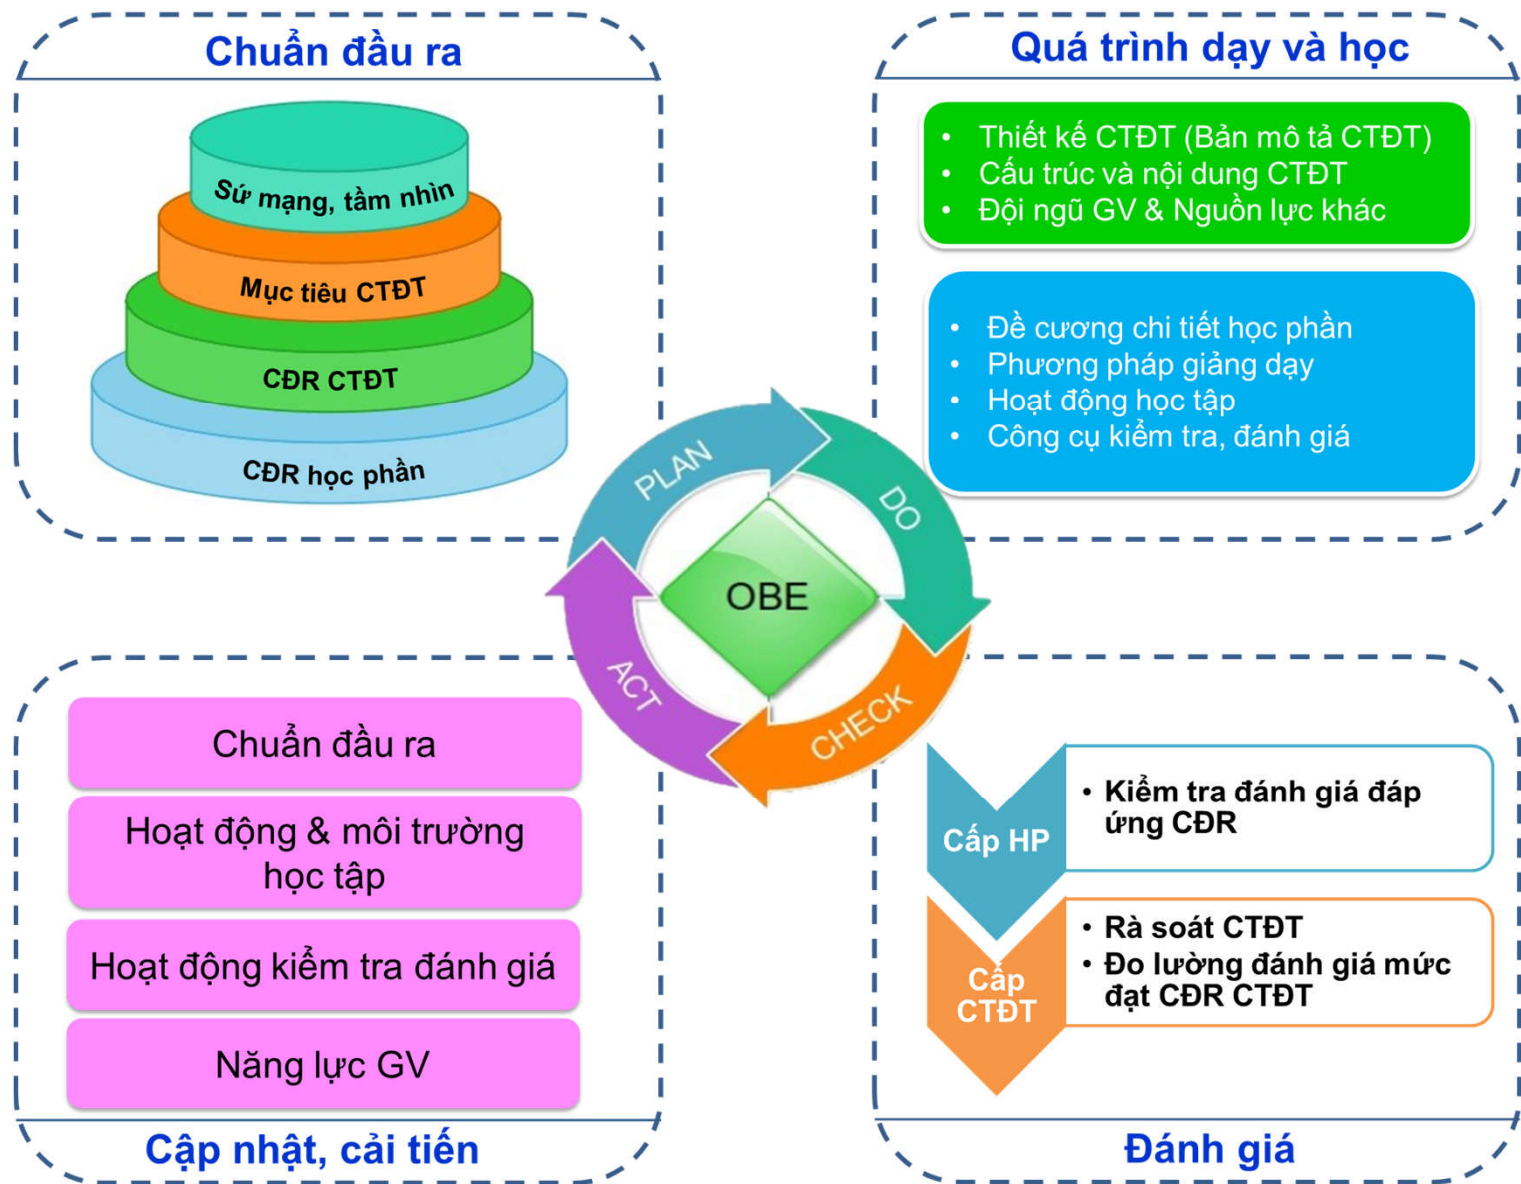 Chuẩn đầu ra
Sứ mạng, tầm nhìn
Mục tiêu CTĐT
CĐR CTĐT
CĐR học phần
Quá trình dạy và học
• Thiết kế CTĐT (Bản mô tả CTĐT)
• Cấu trúc và nội dung CTĐT
• Đội ngũ GV & Nguồn lực khác
• Đề cương chi tiết học phần
• Phương pháp giảng dạy
• Hoạt động học tập
• Công cụ kiểm tra, đánh giá
PLAN
DO
CHECK
ACT
OBE
Chuẩn đầu ra
Hoạt động & môi trường
học tập
Hoạt động kiểm tra đánh giá
Năng lực GV
Cập nhật, cải tiến
Cấp HP
• Kiểm tra đánh giá đáp
ứng CĐR
Cấp
CTĐT
• Rà soát CTĐT
• Đo lường đánh giá mức
đạt CĐR CTĐT
Đánh giá